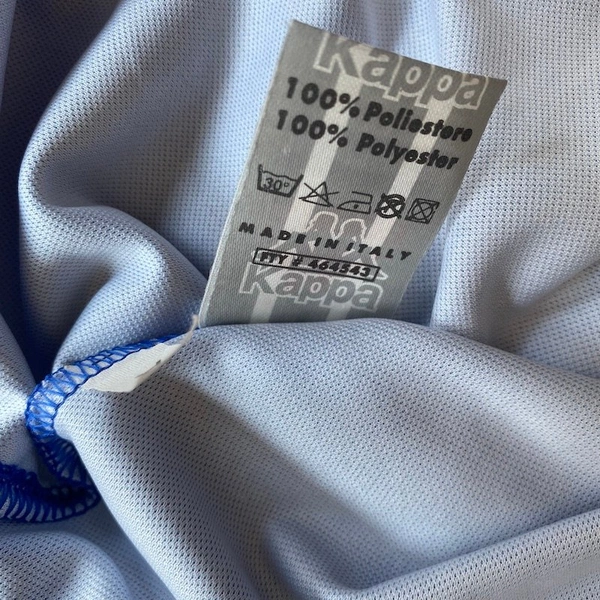 Kappa
100% Poliestere
100% Polyester
30°
MADE IN ITALY
FTY # 464543
Kappa